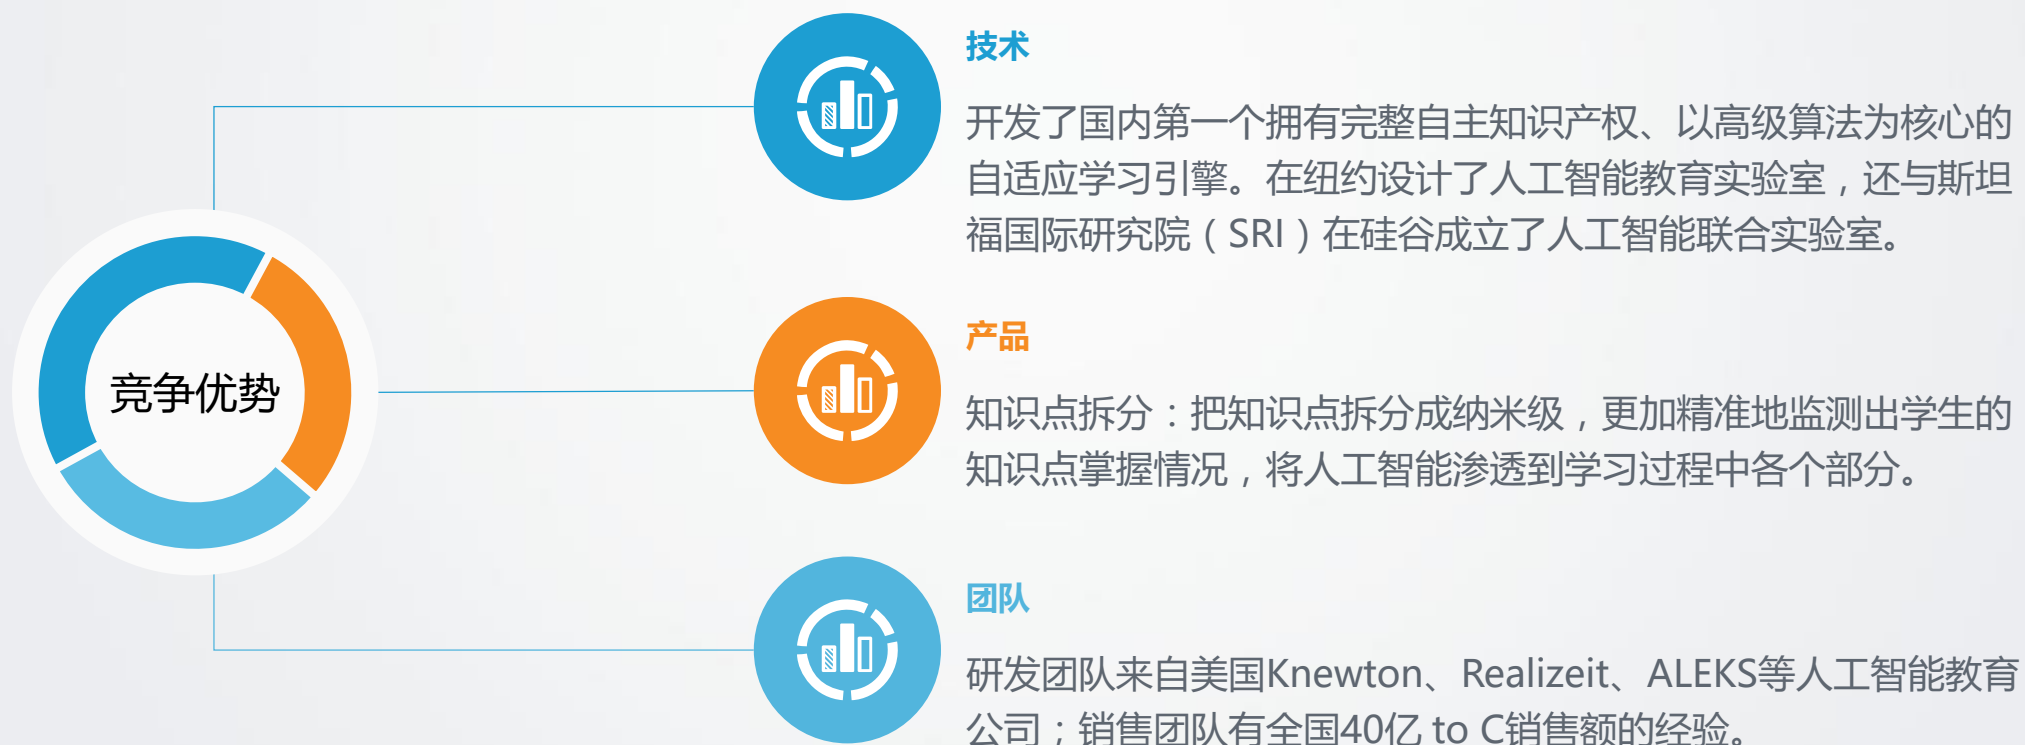 技术
开发了国内第一个拥有完整自主知识产权、以高级算法为核心的
自适应学习引擎。在纽约设计了人工智能教育实验室，还与斯坦
福国际研究院（SRI）在硅谷成立了人工智能联合实验室。
竞争优势
产品
知识点拆分：把知识点拆分成纳米级，更加精准地监测出学生的
知识点掌握情况，将人工智能渗透到学习过程中各个部分。
团队
研发团队来自美国Knewton、Realizeit、ALEKS等人工智能教育
公司；销售团队有全国40亿 to C销售额的经验。